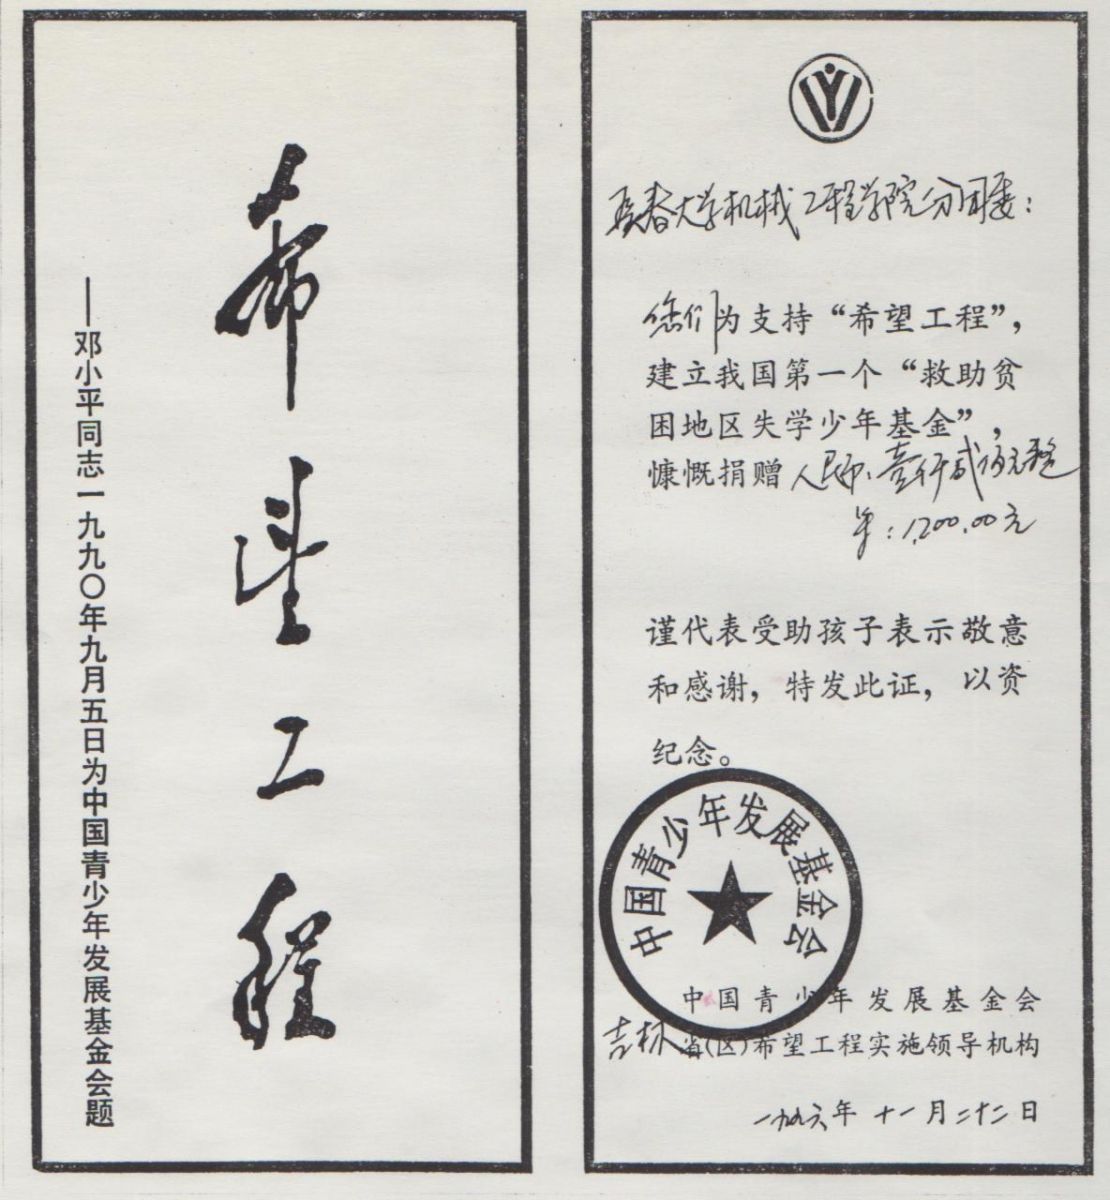 希望工程
——邓小平同志一九九〇年九月五日为中国青少年发展基金会题
长春大学机械工程学院分团委：
您们为支持“希望工程”，
建立我国第一个“救助贫
困地区失学少年基金”，
慷慨捐赠人民币壹仟贰佰元整
￥：1,200.00元
谨代表受助孩子表示敬意
和感谢，特发此证，以资
纪念。
中国青少年发展基金会
中国青少年发展基金会
吉林省(区)希望工程实施领导机构
一九九六年十一月二十二日